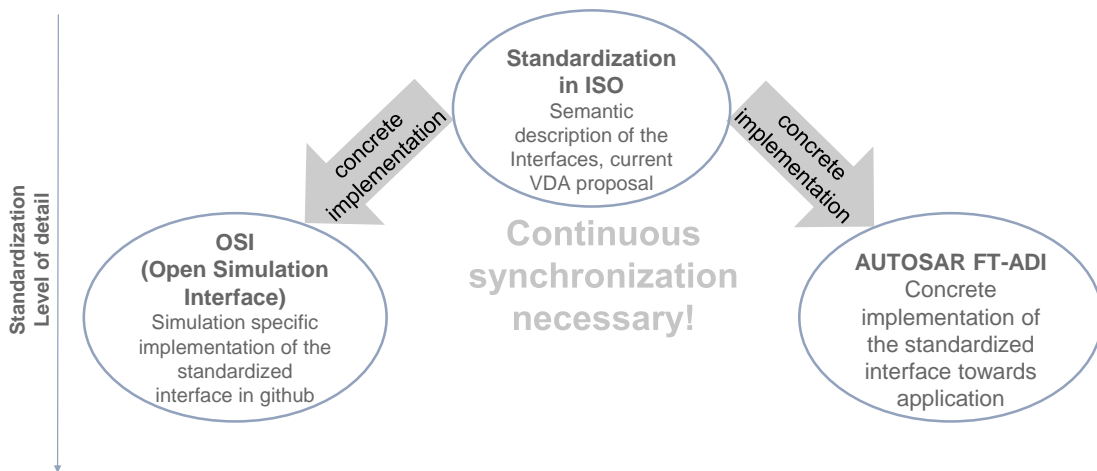 Standardization
in ISO
Semantic
description of the
Interfaces, current
VDA proposal
concrete
implementation
concrete
implementation
Standardization
Level of detail
Continuous
synchronization
necessary!
OSI
(Open Simulation
Interface)
Simulation specific
implementation of the
standardized
interface in github
AUTOSAR FT-ADI
Concrete
implementation of
the standardized
interface towards
application